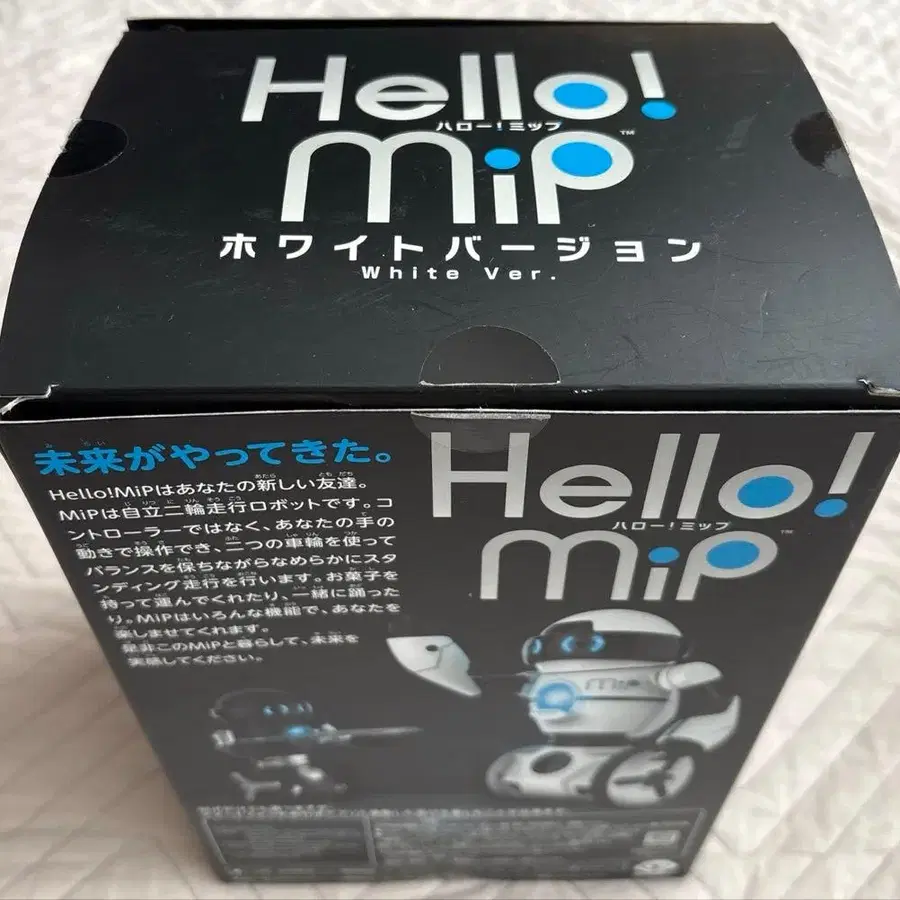 Hello!
ハロー!ミップ
MiP™
ホワイトバージョン
White Ver.
未来がやってきた。
Hello!MiPはあなたの新しい友達。
MiPは自立二輪走行ロボットです。コ
ントローラーではなく、あなたの手の
動きで操作でき、二つの車輪を使って
バランスを保ちながらなめらかにスタ
ンディング走行を行います。お菓子を
持って運んでくれたり、一緒に踊った
り。MiPはいろんな機能で、あなたを
楽しませてくれます。
是非このMiPと暮らして、未来を
実感してください。
Hello!
ハロー!ミップ
MiP™
MiP